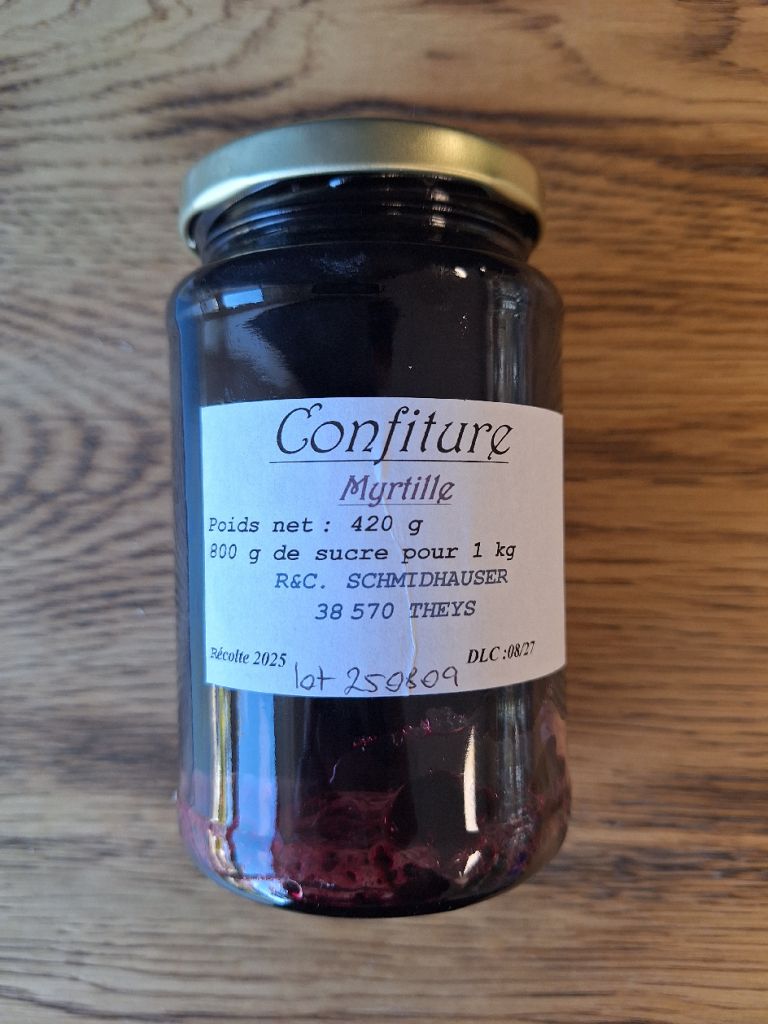 Confiture
Myrtille
Poids net : 420 g
800 g de sucre pour 1 kg
R&C. SCHMIDHAUSER
38 570 THEYS
Récolte 2025
DLC :08/27
lot 250809